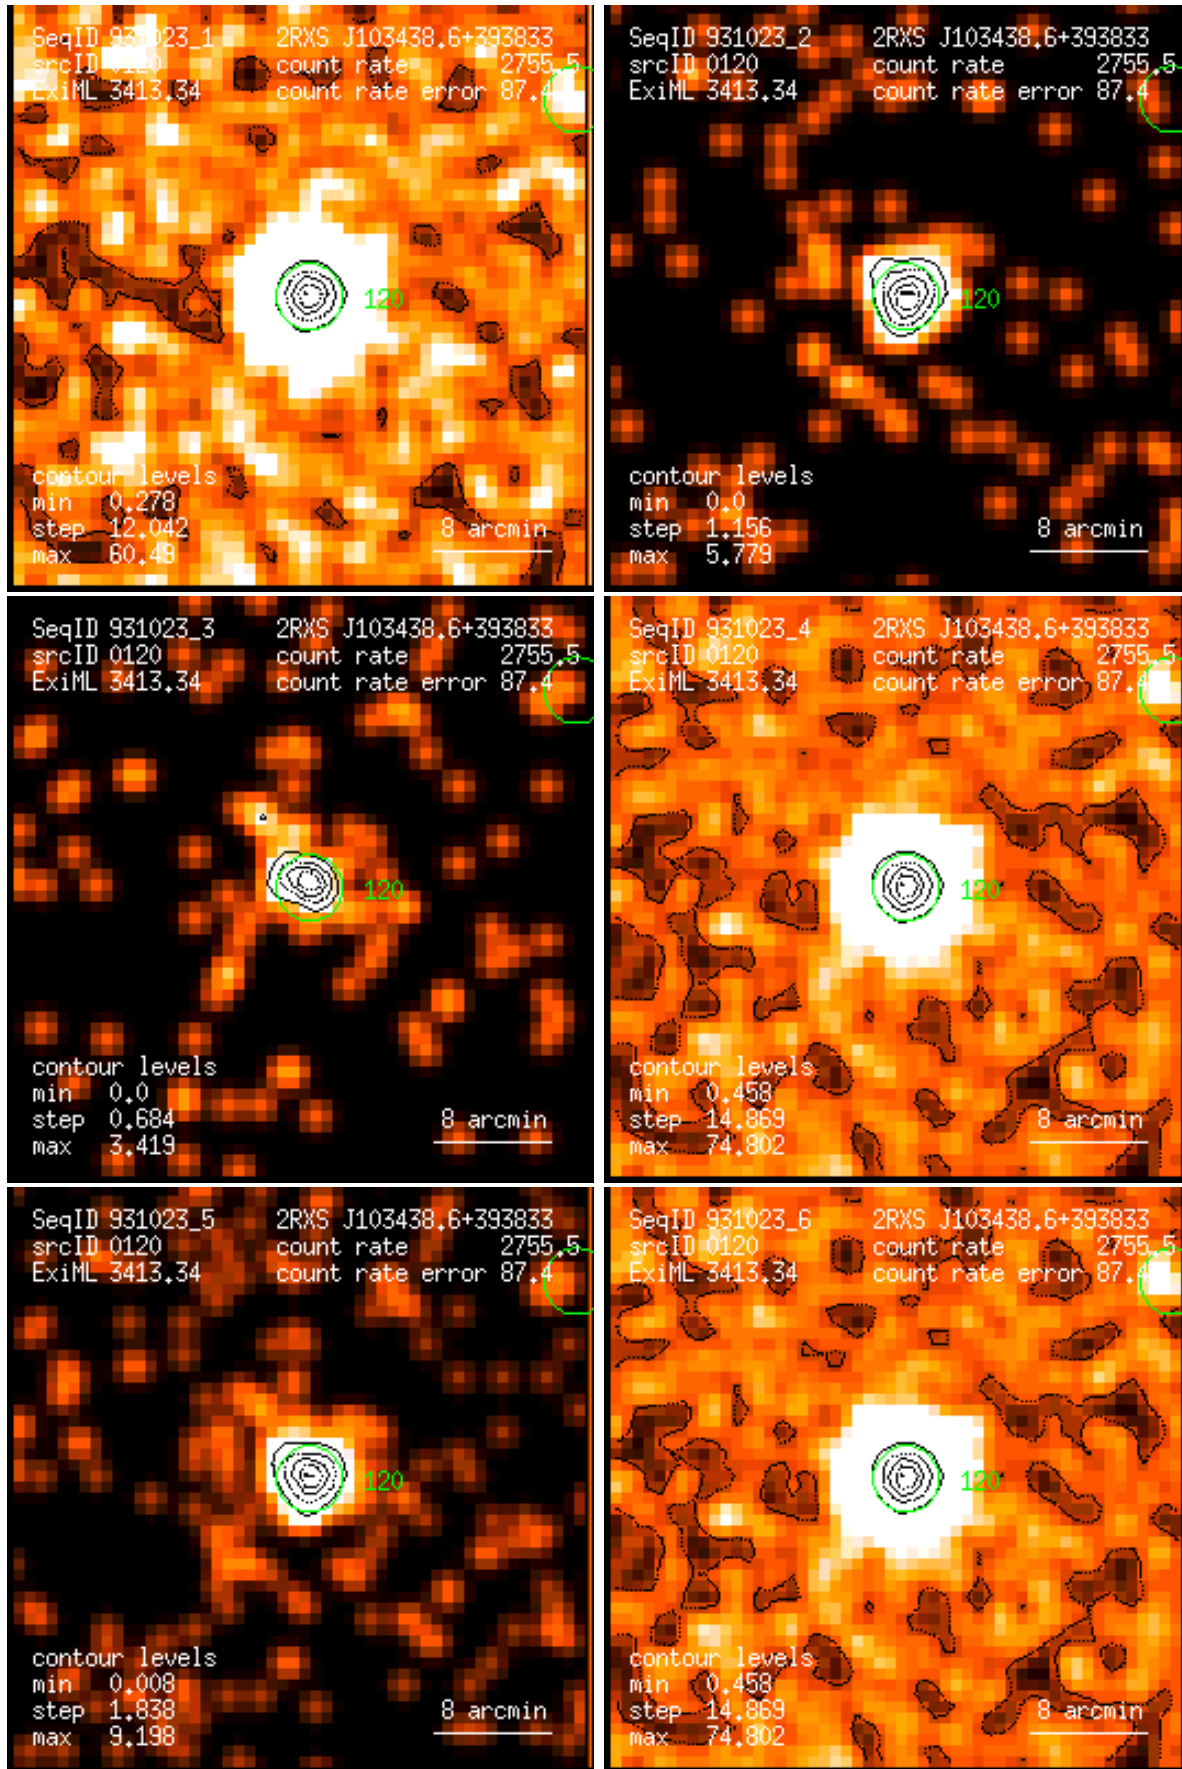 SeqID 931023_1 2RXS J103438.6+393833
srcID 0120 count rate 2755.5
ExiML 3413.34 count rate error 87.4
120
contour levels
min 0.278
step 12.042 8 arcmin
max 60.49
SeqID 931023_2 2RXS J103438.6+393833
srcID 0120 count rate 2755.5
ExiML 3413.34 count rate error 87.4
120
contour levels
min 0.0
step 1.156 8 arcmin
max 5.779
SeqID 931023_3 2RXS J103438.6+393833
srcID 0120 count rate 2755.5
ExiML 3413.34 count rate error 87.4
120
contour levels
min 0.0
step 0.684 8 arcmin
max 3.419
SeqID 931023_4 2RXS J103438.6+393833
srcID 0120 count rate 2755.5
ExiML 3413.34 count rate error 87.4
120
contour levels
min 0.458
step 14.869 8 arcmin
max 74.802
SeqID 931023_5 2RXS J103438.6+393833
srcID 0120 count rate 2755.5
ExiML 3413.34 count rate error 87.4
120
contour levels
min 0.008
step 1.838 8 arcmin
max 9.198
SeqID 931023_6 2RXS J103438.6+393833
srcID 0120 count rate 2755.5
ExiML 3413.34 count rate error 87.4
120
contour levels
min 0.458
step 14.869 8 arcmin
max 74.802